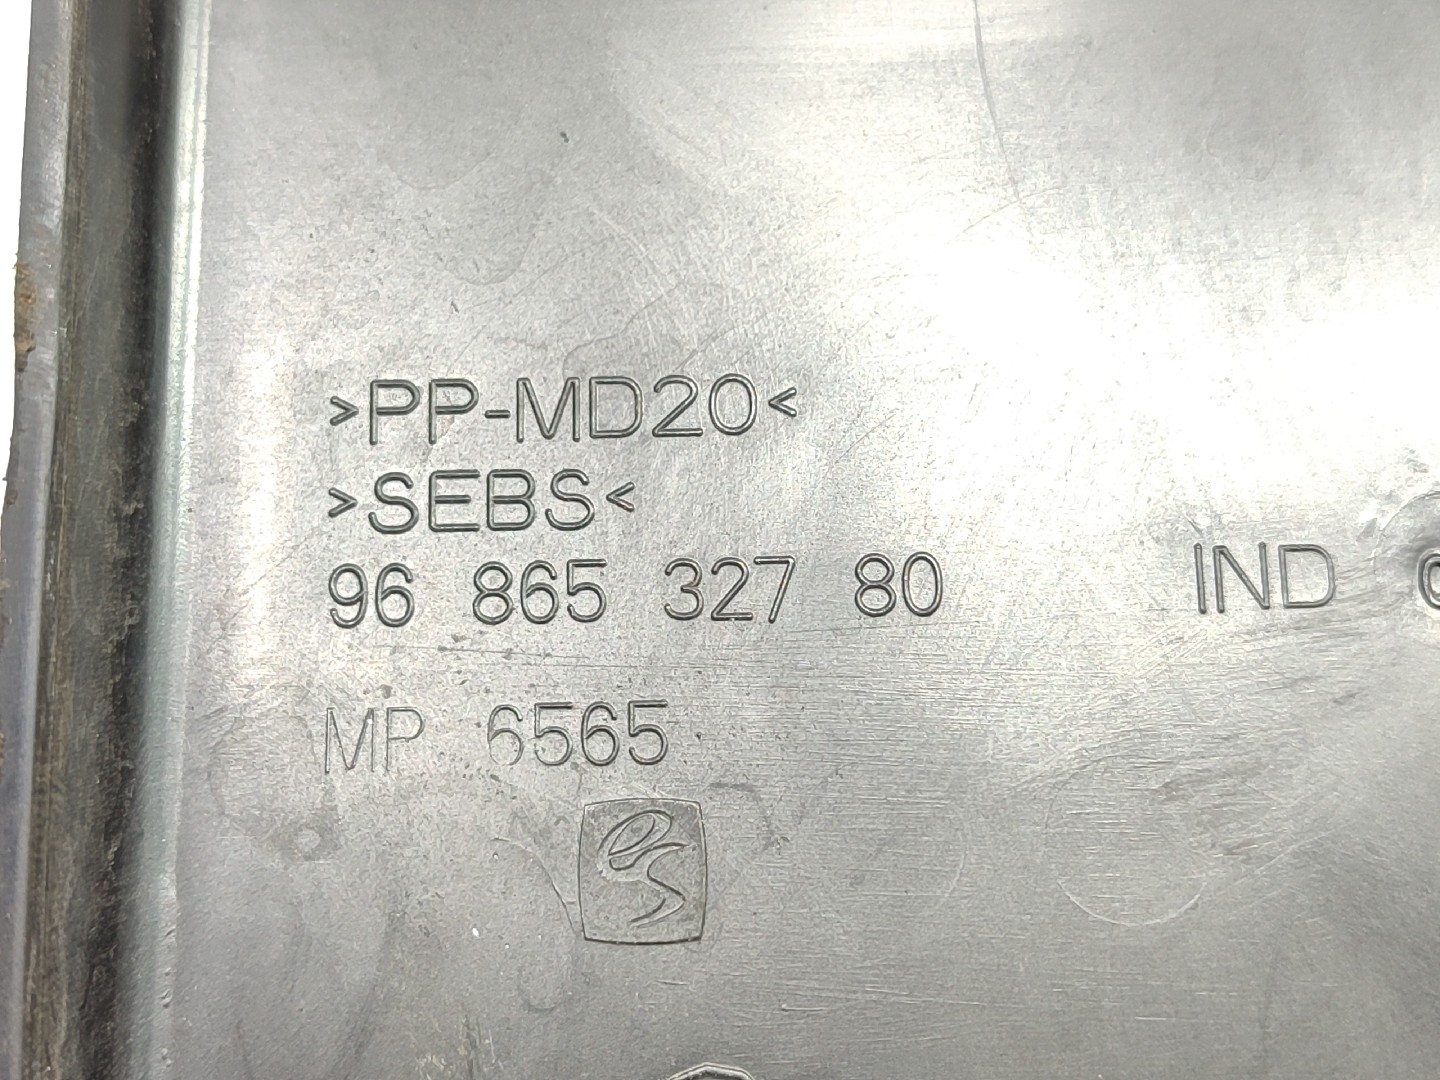 >PP-MD20<
>SEBS<
96 865 327 80 IND
MP 6565